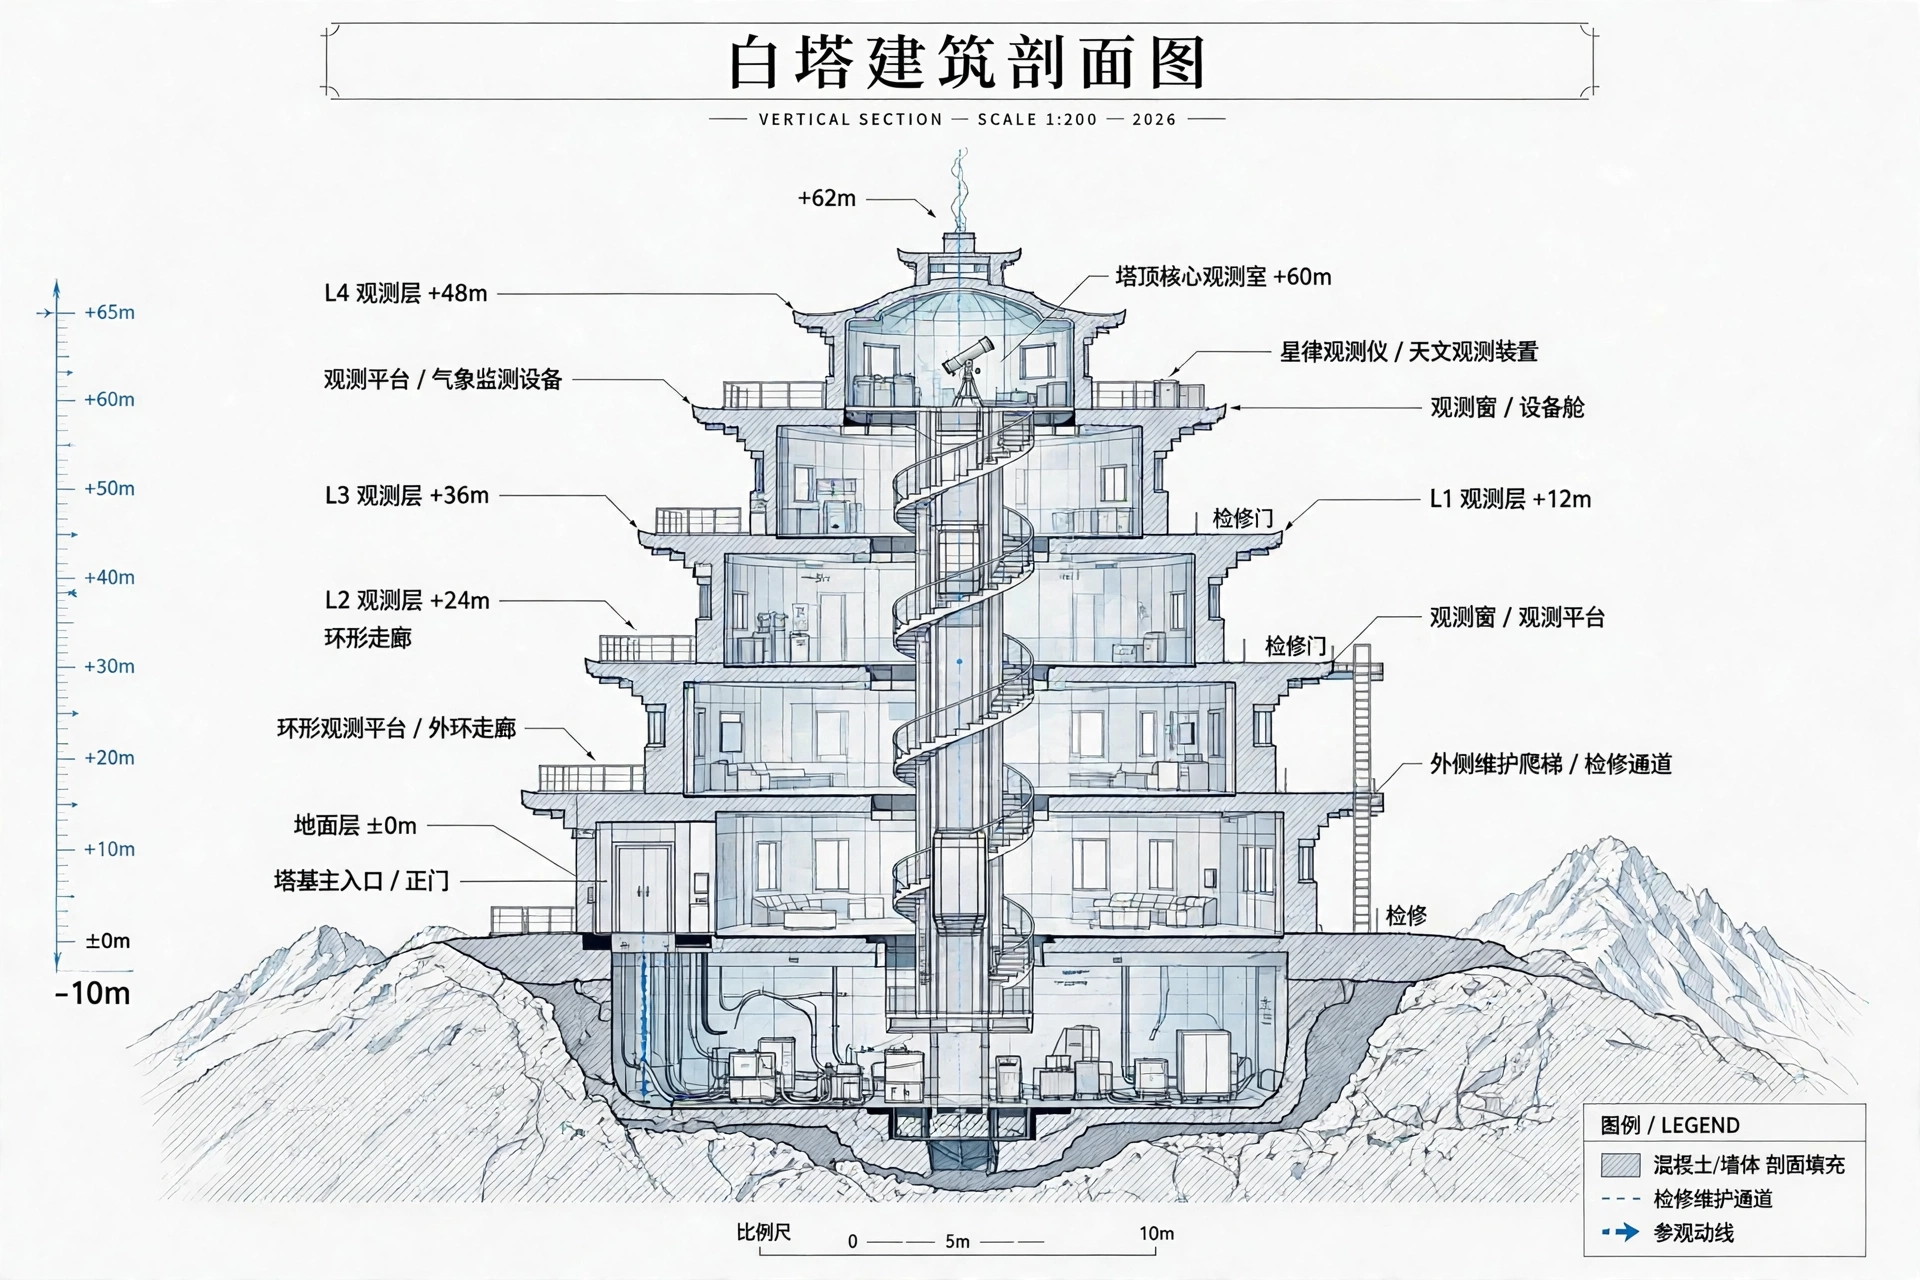 白塔建筑剖面图
VERTICAL SECTION — SCALE 1:200 — 2026
+62m
L4 观测层 +48m
塔顶核心观测室 +60m
+65m
星律观测仪 / 天文观测装置
观测平台 / 气象监测设备
+60m
观测窗 / 设备舱
+50m
L3 观测层 +36m
L1 观测层 +12m
检修门
+40m
L2 观测层 +24m
环形走廊
观测窗 / 观测平台
检修门
+30m
环形观测平台 / 外环走廊
+20m
外侧维护爬梯 / 检修通道
地面层 ±0m
+10m
塔基主入口 / 正门
检修
±0m
-10m
图例 / LEGEND
混接土/墙体 剖面填充
检修维护通道
参观动线
比例尺
0 — 5m — 10m